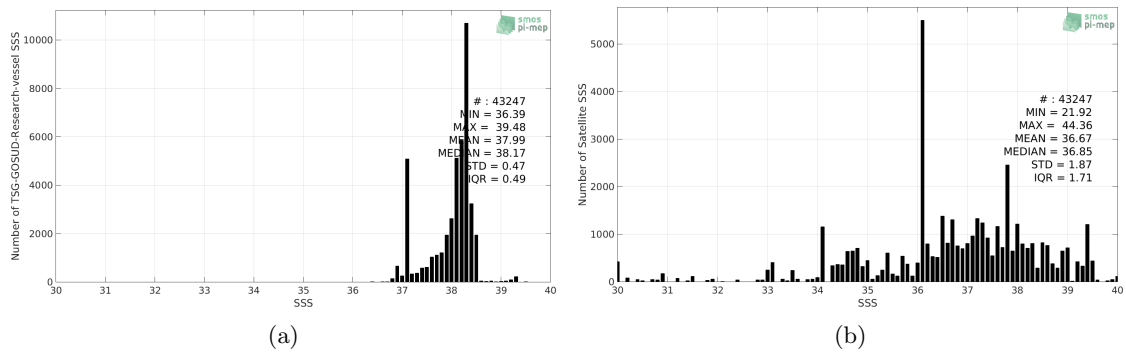 Number of TSG-GOSUD-Research-vessel SSS
10000
8000
6000
4000
2000
0
smos
pi-mep
# : 43247
MIN = 36.39
MAX = 39.48
MEAN = 37.99
MEDIAN = 38.17
STD = 0.47
IQR = 0.49
30 31 32 33 34 35 36 37 38 39 40
SSS
(a)
Number of Satellite SSS
5000
4000
3000
2000
1000
0
smos
pi-mep
# : 43247
MIN = 21.92
MAX = 44.36
MEAN = 36.67
MEDIAN = 36.85
STD = 1.87
IQR = 1.71
30 31 32 33 34 35 36 37 38 39 40
SSS
(b)